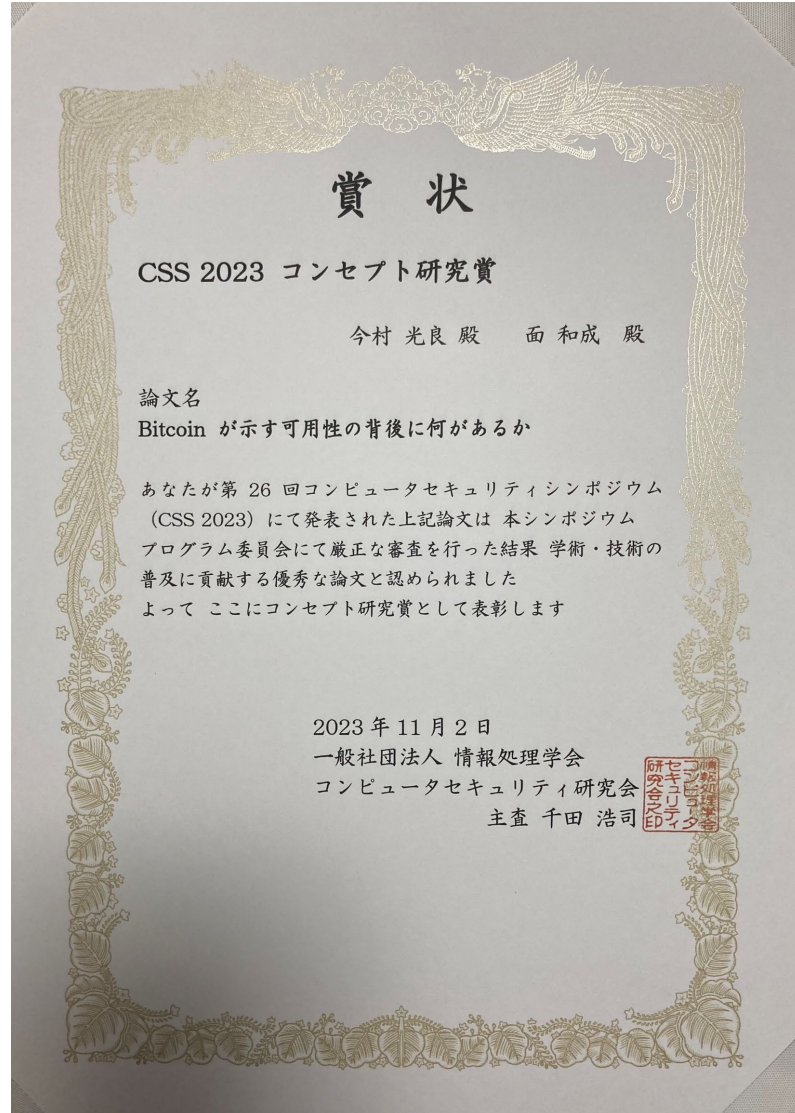 賞 状
CSS 2023 コンセプト研究賞
今村 光良 殿 面 和成 殿
論文名
Bitcoin が示す可用性の背後に何があるか
あなたが第 26 回コンピュータセキュリティシンポジウム
（CSS 2023）にて発表された上記論文は 本シンポジウム
プログラム委員会にて厳正な審査を行った結果 学術・技術の
普及に貢献する優秀な論文と認められました
よって ここにコンセプト研究賞として表彰します
2023 年 11 月 2 日
一般社団法人 情報処理学会
コンピュータセキュリティ研究会
主査 千田 浩司
情報処理学会
コンピュータ
セキュリティ
研究会之印